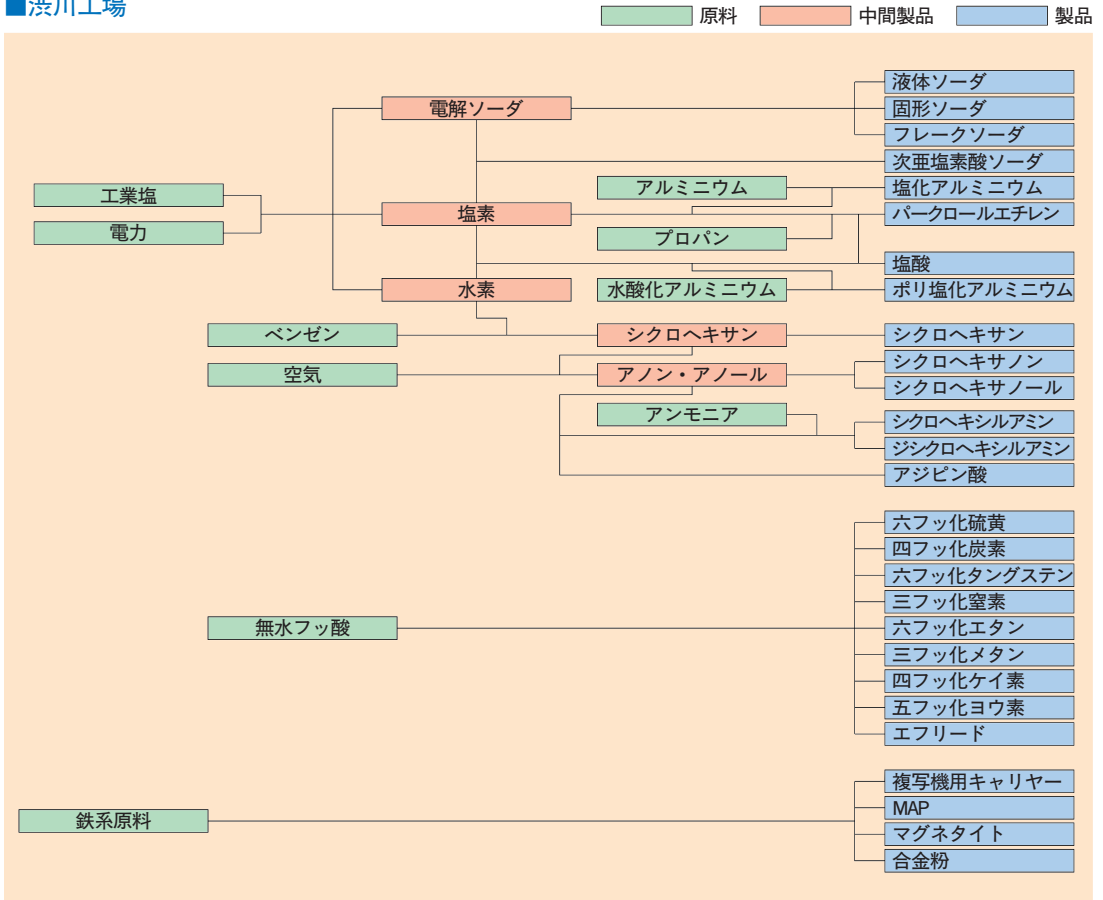 ■渋川工場
原料
中間製品
製品
液体ソーダ
電解ソーダ
固形ソーダ
フレークソーダ
次亜塩素酸ソーダ
工業塩
アルミニウム
塩化アルミニウム
塩素
パークロールエチレン
電力
プロパン
塩酸
水素
水酸化アルミニウム
ポリ塩化アルミニウム
ベンゼン
シクロヘキサン
シクロヘキサン
シクロヘキサノン
空気
アノン・アノール
シクロヘキサノール
アンモニア
シクロヘキシルアミン
ジシクロヘキシルアミン
アジピン酸
六フッ化硫黄
四フッ化炭素
六フッ化タングステン
三フッ化窒素
無水フッ酸
六フッ化エタン
三フッ化メタン
四フッ化ケイ素
五フッ化ヨウ素
エフリード
複写機用キャリヤー
MAP
鉄系原料
マグネタイト
合金粉